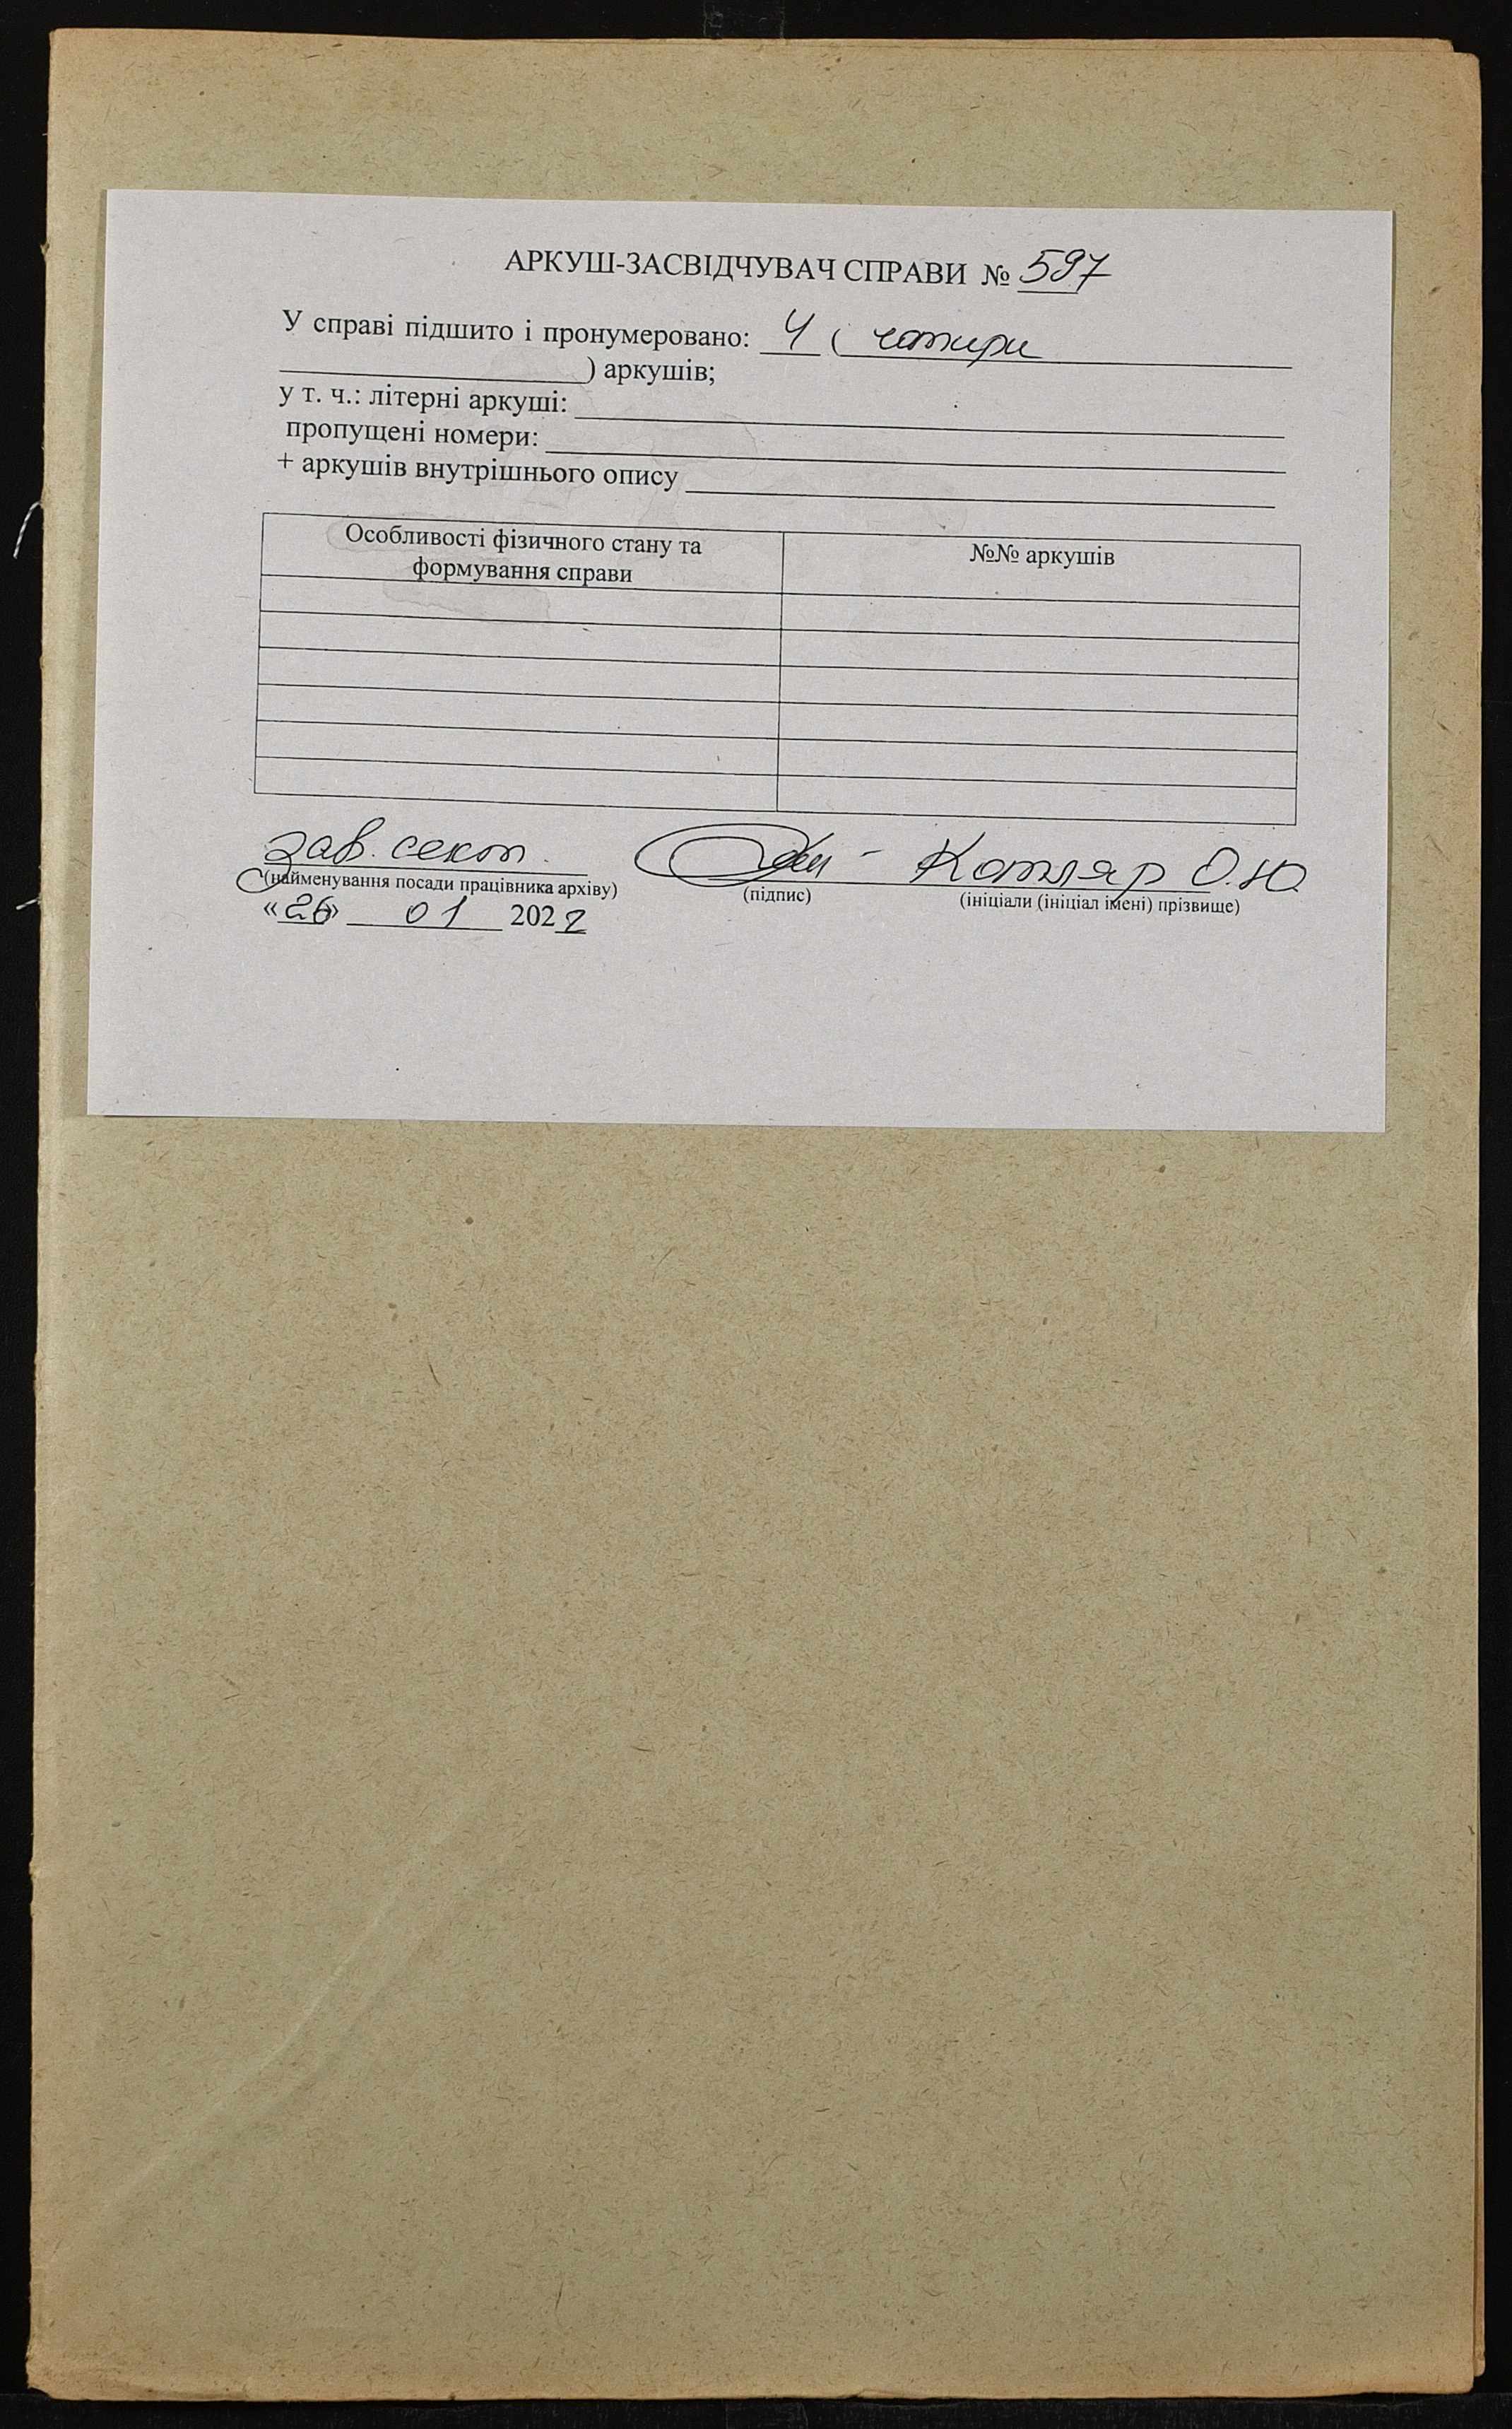 АРКУШ-ЗАСВІДЧУВАЧ СПРАВИ № 597
У справі підшито і пронумеровано: 4 ( чотири
) аркушів;
у т. ч.: літерні аркуші:
пропущені номери:
+ аркушів внутрішнього опису
Особливості фізичного стану та
формування справи
№№ аркушів
зав. сект. Котляр О.Ю.
(найменування посади працівника архіву) (підпис) (ініціали (ініціал імені) прізвище)
«26» 01 2022